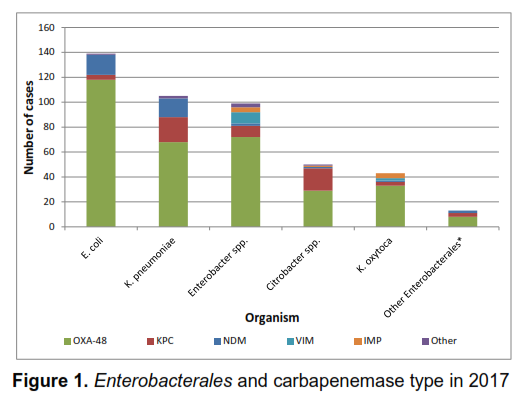 160
140
120
100
80
60
40
20
0
Number of cases
E. coli
K. pneumoniae
Enterobacter spp.
Citrobacter spp.
K. oxytoca
Other Enterobacterales*
Organism
OXA-48 KPC NDM VIM IMP Other
Figure 1. Enterobacterales and carbapenemase type in 2017